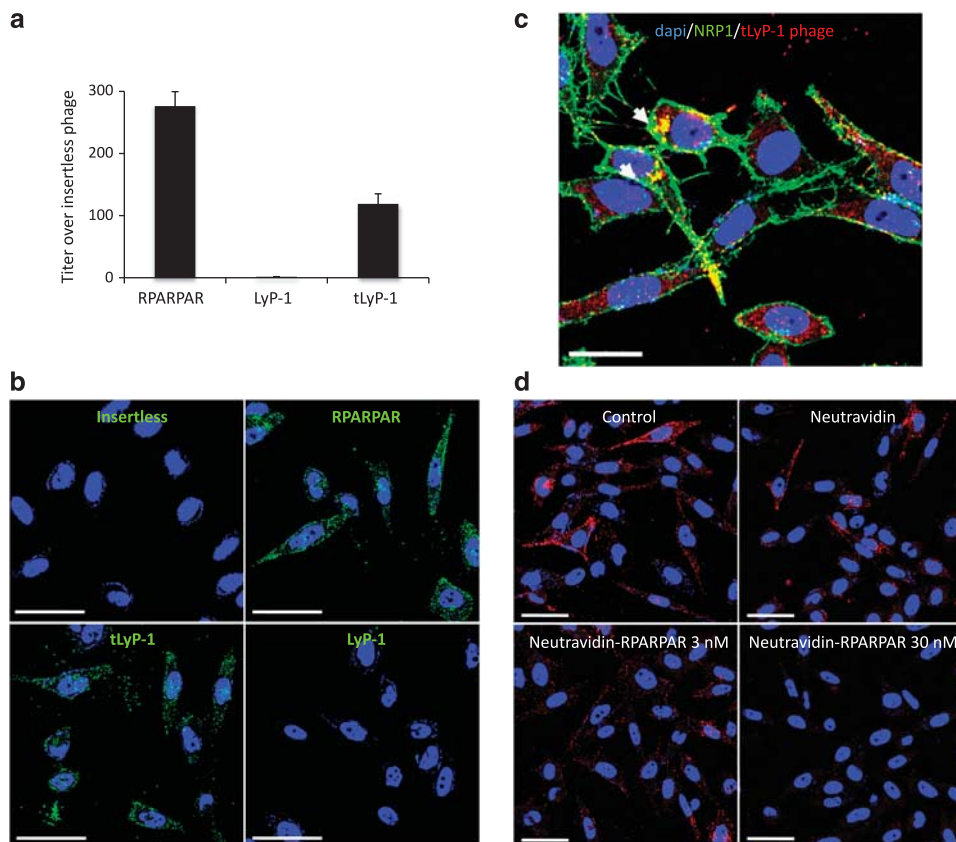 a
Titer over insertless phage
300
200
100
0
RPARPAR
LyP-1
tLyP-1
b
Insertless
RPARPAR
tLyP-1
LyP-1
c
dapi/NRP1/tLyP-1 phage
d
Control
Neutravidin
Neutravidin-RPARPAR 3 nM
Neutravidin-RPARPAR 30 nM